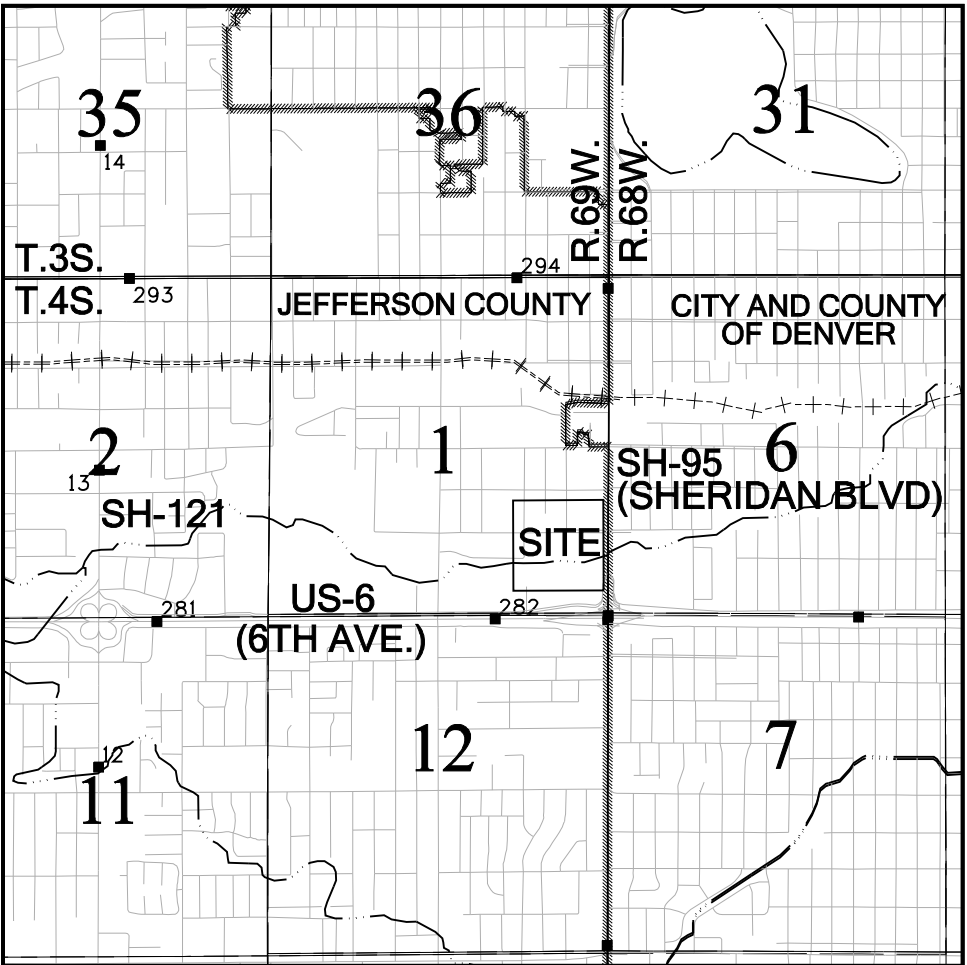 35
36
31
14
R.69W.
R.68W.
T.3S.
294
T.4S.
293
JEFFERSON COUNTY
CITY AND COUNTY
OF DENVER
2
1
6
13
SH-95
(SHERIDAN BLVD)
SH-121
SITE
281
US-6
282
(6TH AVE.)
12
7
12
11